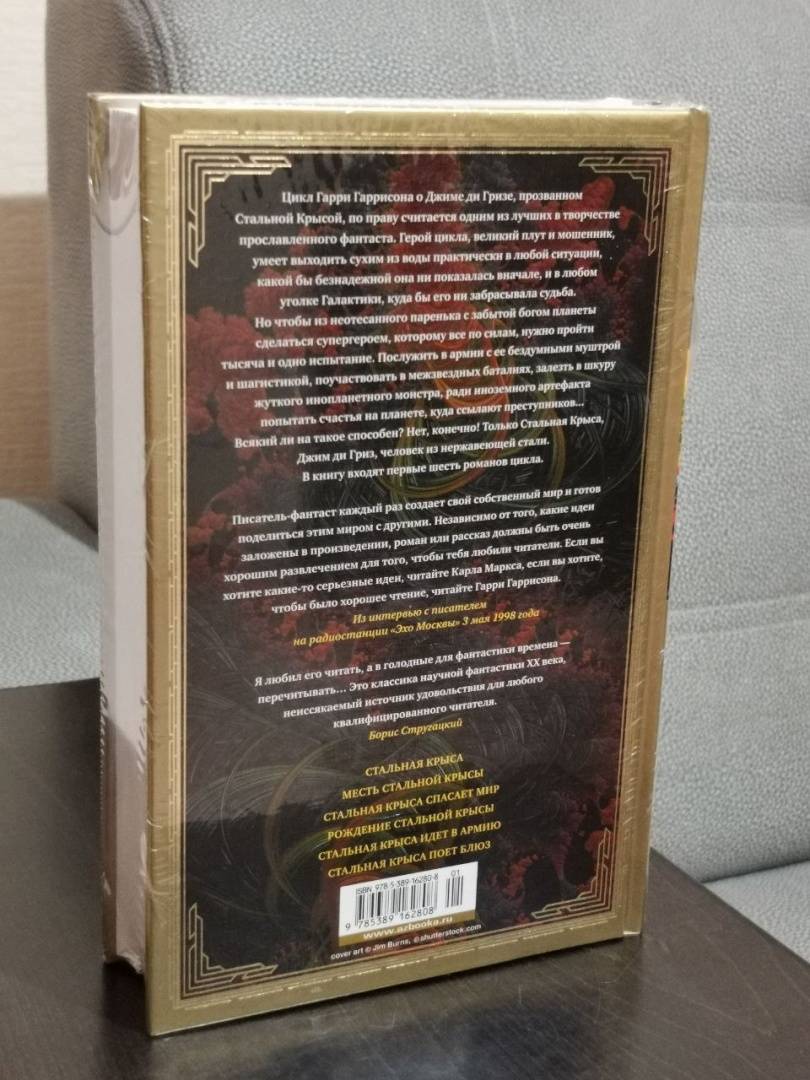 Цикл Гарри Гаррисона о Джиме ди Гризе, прозванном
Стальной Крысой, по праву считается одним из лучших в творчестве
прославленного фантаста. Герой цикла, великий плут и мошенник,
умеет выходить сухим из воды практически в любой ситуации,
какой бы безнадежной она ни показалась вначале, и в любом
уголке Галактики, куда бы его ни забрасывала судьба.
Но чтобы из неотесанного паренька с забытой богом планеты
сделаться супергероем, которому все по силам, нужно пройти
тысяча и одно испытание. Послужить в армии с ее бездумными муштрой
и шагистикой, поучаствовать в межзвездных баталиях, залезть в шкуру
жуткого инопланетного монстра, ради иноземного артефакта
попытать счастья на планете, куда ссылают преступников...
Всякий ли на такое способен? Нет, конечно! Только Стальная Крыса,
Джим ди Гриз, человек из нержавеющей стали.
В книгу входят первые шесть романов цикла.
Писатель-фантаст каждый раз создает свой собственный мир и готов
поделиться этим миром с другими. Независимо от того, какие идеи
заложены в произведении, роман или рассказ должны быть очень
хорошим развлечением для того, чтобы тебя любили читатели. Если вы
хотите какие-то серьезные идеи, читайте Карла Маркса, если вы хотите,
чтобы было хорошее чтение, читайте Гарри Гаррисона.
Из интервью с писателем
на радиостанции «Эхо Москвы» 3 мая 1998 года
Я любил его читать, а в голодные для фантастики времена —
перечитывать... Это классика научной фантастики XX века,
неиссякаемый источник удовольствия для любого
квалифицированного читателя.
Борис Стругацкий
СТАЛЬНАЯ КРЫСА
МЕСТЬ СТАЛЬНОЙ КРЫСЫ
СТАЛЬНАЯ КРЫСА СПАСАЕТ МИР
РОЖДЕНИЕ СТАЛЬНОЙ КРЫСЫ
СТАЛЬНАЯ КРЫСА ИДЕТ В АРМИЮ
СТАЛЬНАЯ КРЫСА ПОЕТ БЛЮЗ
ISBN 978-5-389-16280-8
01
9 785389 162808
www.azbooka.ru
cover art © Jim Burns, © shutterstock.com